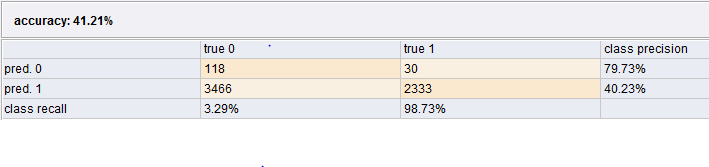 accuracy: 41.21%
true 0 true 1 class precision
pred. 0 118 30 79.73%
pred. 1 3466 2333 40.23%
class recall 3.29% 98.73%